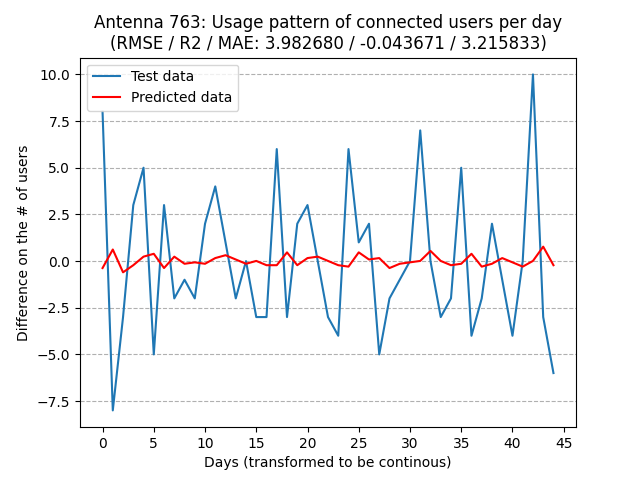 Antenna 763: Usage pattern of connected users per day
(RMSE / R2 / MAE: 3.982680 / -0.043671 / 3.215833)
Test data
Predicted data
Difference on the # of users
10.0
7.5
5.0
2.5
0.0
−2.5
−5.0
−7.5
0 5 10 15 20 25 30 35 40 45
Days (transformed to be continous)